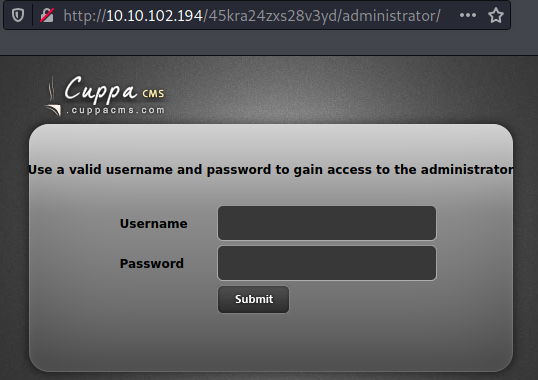 http://10.10.102.194/45kra24zxs28v3yd/administrator/
Cuppa CMS
.cuppacms.com
Use a valid username and password to gain access to the administrator
Username
Password
Submit